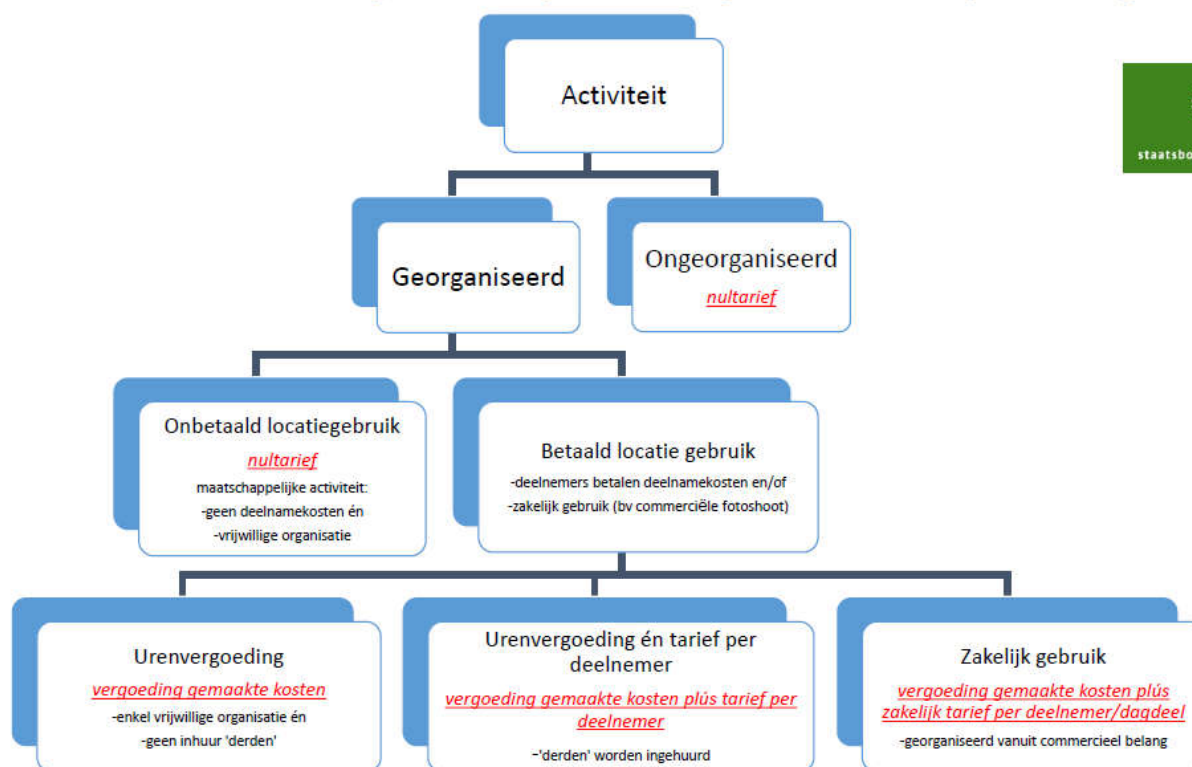 Activiteit
staatsbo
Georganiseerd
Ongeorganiseerd
nultarief
Onbetaald locatiegebruik
nultarief
maatschappelijke activiteit:
-geen deelnamekosten én
-vrijwillige organisatie
Betaald locatie gebruik
-deelnemers betalen deelnamekosten en/of
-zakelijk gebruik (bv commerciële fotoshoot)
Urenvergoeding
vergoeding gemaakte kosten
-enkel vrijwillige organisatie én
-geen inhuur 'derden'
Urenvergoeding én tarief per
deelnemer
vergoeding gemaakte kosten plús tarief per
deelnemer
-'derden' worden ingehuurd
Zakelijk gebruik
vergoeding gemaakte kosten plús
zakelijk tarief per deelnemer/dagdeel
-georganiseerd vanuit commercieel belang